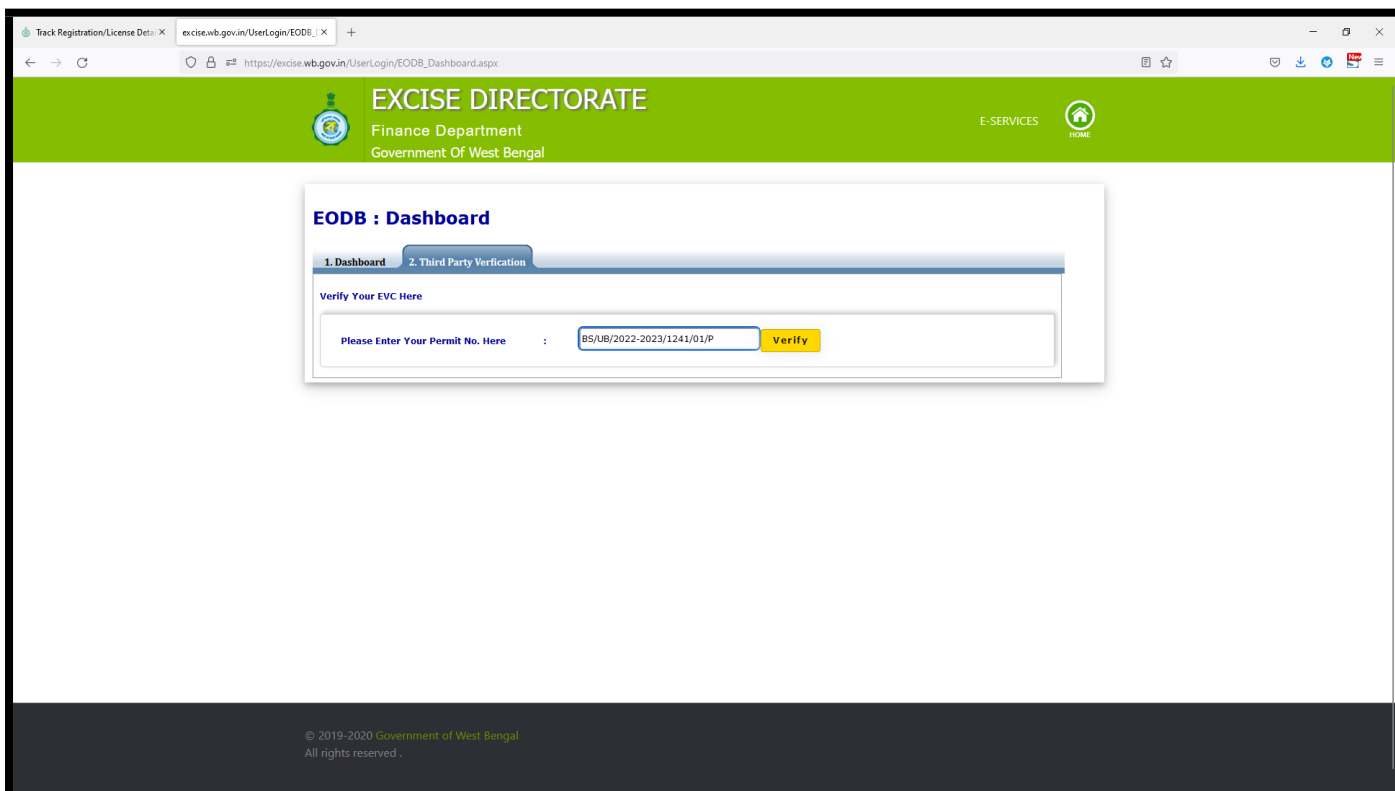 Track Registration/License Detai
excise.wb.gov.in/UserLogin/EODB_
https://excise.wb.gov.in/UserLogin/EODB_Dashboard.aspx
New
EXCISE DIRECTORATE
Finance Department
Government Of West Bengal
E-SERVICES
HOME
EODB : Dashboard
1. Dashboard 2. Third Party Verfication
Verify Your EVC Here
Please Enter Your Permit No. Here : BS/UB/2022-2023/1241/01/P Verify
© 2019-2020 Government of West Bengal
All rights reserved .